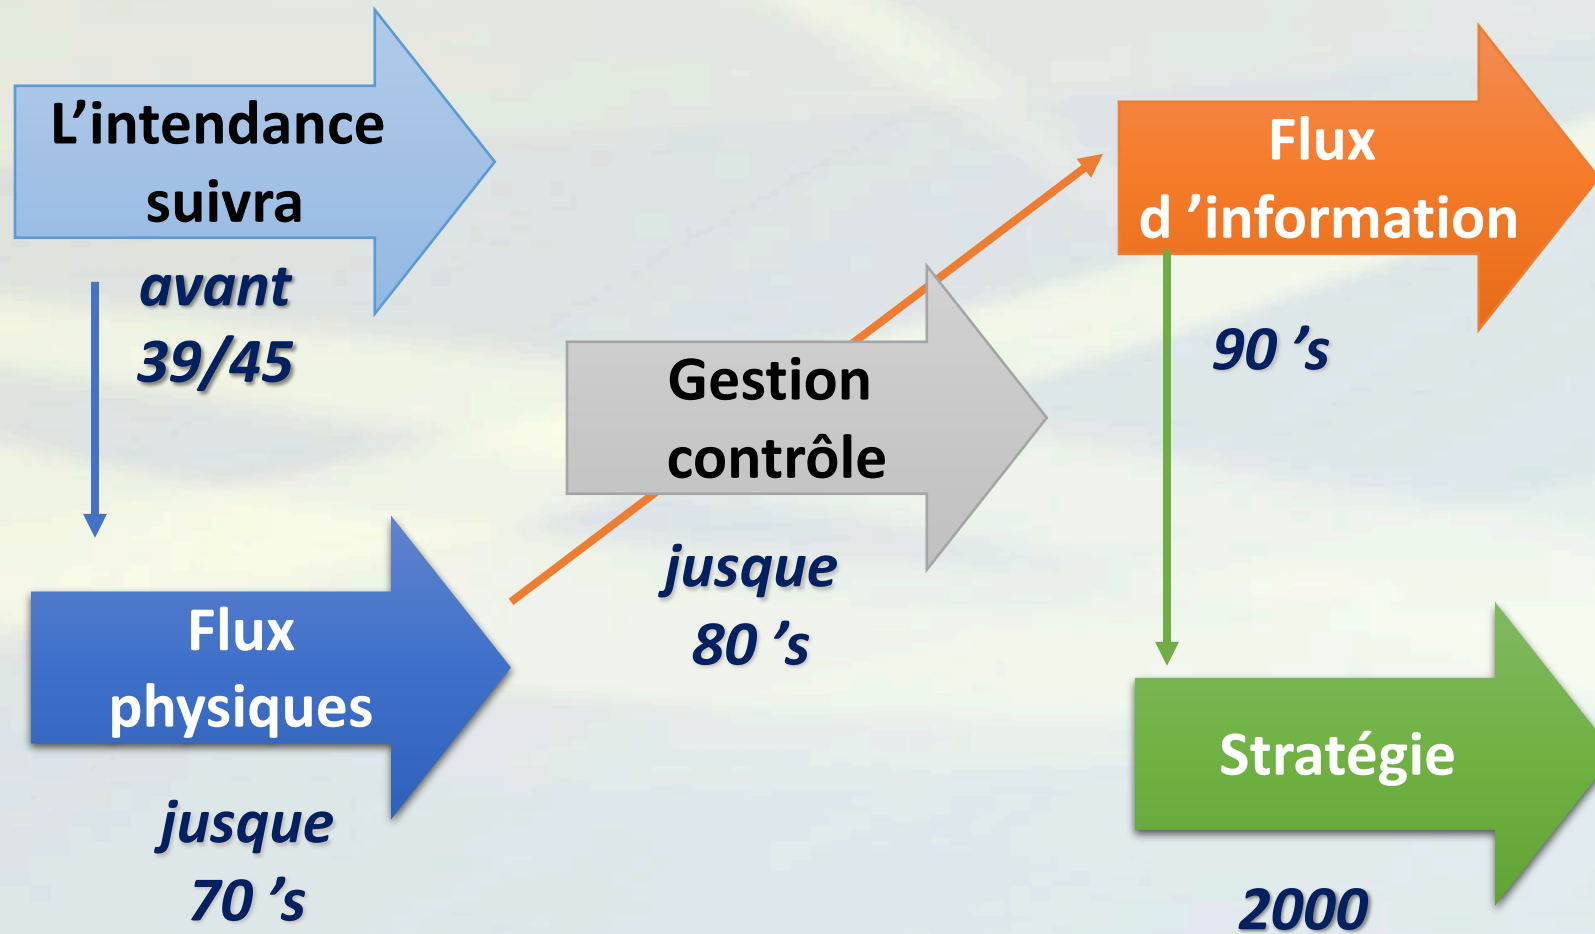 L’intendance
suivra
avant
39/45
Flux
physiques
jusque
70 ’s
Gestion
contrôle
jusque
80 ’s
Flux
d ’information
90 ’s
Stratégie
2000